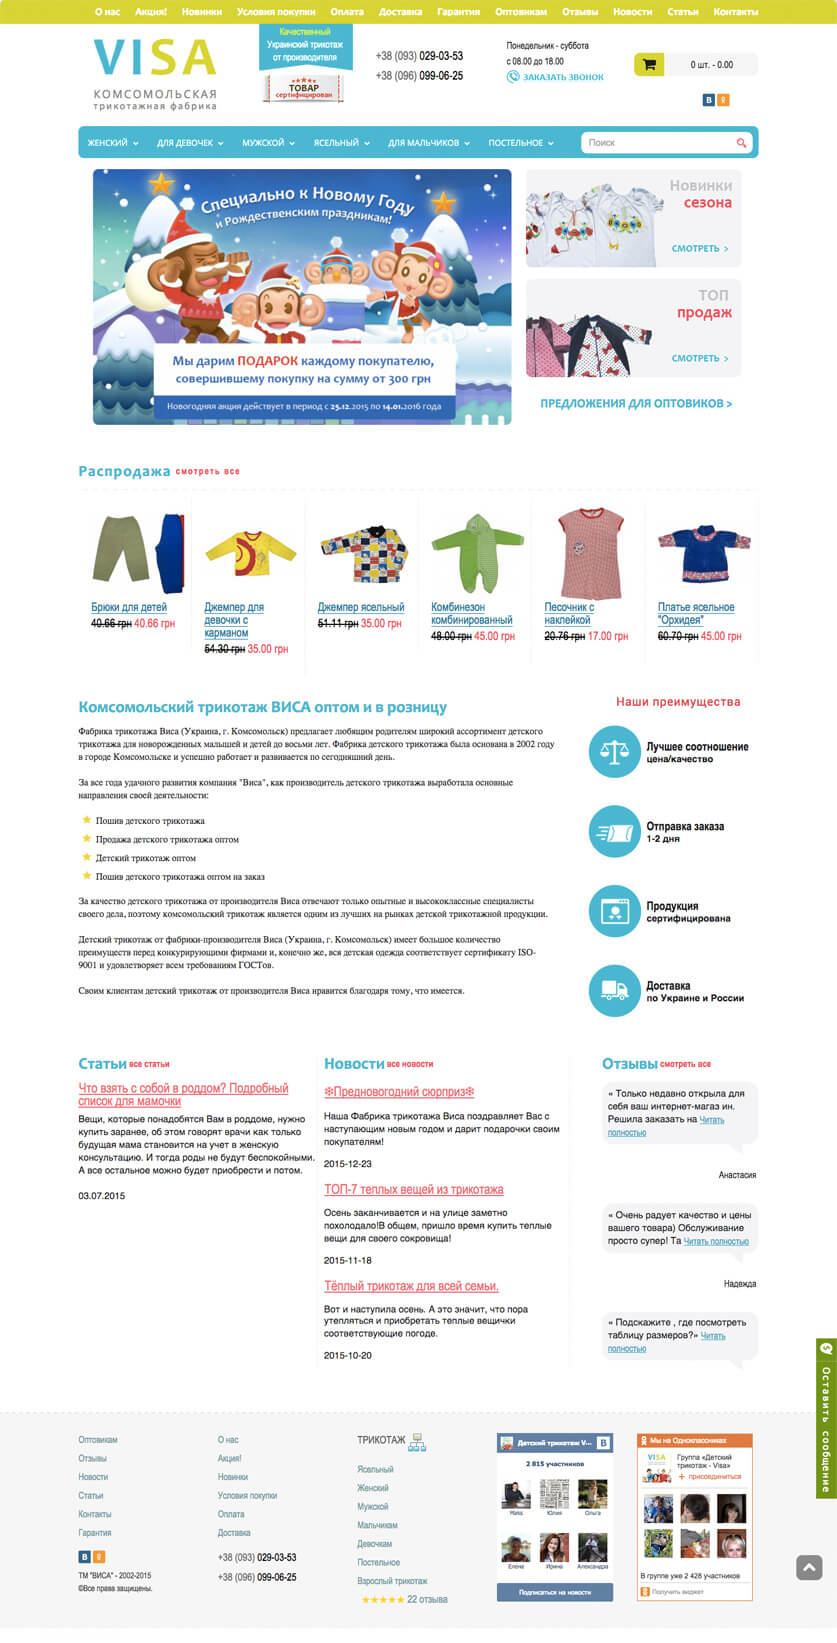 О нас Акция! Новинки Условия покупки Оплата Доставка Гарантия Оптовикам Отзывы Новости Статьи Контакты
VISA
КОМСОМОЛЬСКАЯ
трикотажная фабрика
Качественный
Украинский трикотаж
от производителя
ТОВАР
сертифицирован
+38 (093) 029-03-53
+38 (096) 099-06-25
Понедельник - суббота
с 08.00 до 18.00
ЗАКАЗАТЬ ЗВОНОК
0 шт. - 0.00
ЖЕНСКИЙ ДЛЯ ДЕВОЧЕК МУЖСКОЙ ЯСЕЛЬНЫЙ ДЛЯ МАЛЬЧИКОВ ПОСТЕЛЬНОЕ Поиск
Специально к Новому Году
и Рождественским праздникам!
Мы дарим ПОДАРОК каждому покупателю,
совершившему покупку на сумму от 300 грн
Новогодняя акция действует в период с 25.12.2015 по 14.01.2016 года
Новинки
сезона
СМОТРЕТЬ >
ТОП
продаж
СМОТРЕТЬ >
ПРЕДЛОЖЕНИЯ ДЛЯ ОПТОВИКОВ >
Распродажа смотреть все
Брюки для детей
40.66 грн 40.66 грн
Джемпер для
девочки с
карманом
54.30 грн 35.00 грн
Джемпер ясельный
51.11 грн 35.00 грн
Комбинезон
комбинированный
48.00 грн 45.00 грн
Песочник с
наклейкой
20.76 грн 17.00 грн
Платье ясельное
"Орхидея"
60.70 грн 45.00 грн
Комсомольский трикотаж ВИСА оптом и в розницу
Фабрика трикотажа Виса (Украина, г. Комсомольск) предлагает любящим родителям широкий ассортимент детского
трикотажа для новорожденных малышей и детей до восьми лет. Фабрика детского трикотажа была основана в 2002 году
в городе Комсомольске и успешно работает и развивается по сегодняшний день.
За все года удачного развития компания "Виса", как производитель детского трикотажа выработала основные
направления своей деятельности:
Пошив детского трикотажа
Продажа детского трикотажа оптом
Детский трикотаж оптом
Пошив детского трикотажа оптом на заказ
За качество детского трикотажа от производителя Виса отвечают только опытные и высококлассные специалисты
своего дела, поэтому комсомольский трикотаж является одним из лучших на рынках детской трикотажной продукции.
Детский трикотаж от фабрики-производителя Виса (Украина, г. Комсомольск) имеет большое количество
преимуществ перед конкурирующими фирмами и, конечно же, вся детская одежда соответствует сертификату ISO-
9001 и удовлетворяет всем требованиям ГОСТов.
Своим клиентам детский трикотаж от производителя Виса нравится благодаря тому, что имеется.
Наши преимущества
Лучшее соотношение
цена/качество
Отправка заказа
1-2 дня
Продукция
сертифицирована
Доставка
по Украине и России
Статьи все статьи
Что взять с собой в роддом? Подробный
список для мамочки
Вещи, которые понадобятся Вам в роддоме, нужно
купить заранее, об этом говорят врачи как только
будущая мама становится на учет в женскую
консультацию. И тогда роды не будут беспокойными.
А все остальное можно будет приобрести и потом.
03.07.2015
Новости все новости
❄Предновогодний сюрприз❄
Наша Фабрика трикотажа Виса поздравляет Вас с
наступающим новым годом и дарит подарочки своим
покупателям!
2015-12-23
ТОП-7 теплых вещей из трикотажа
Осень заканчивается и на улице заметно
похолодало!В общем, пришло время купить теплые
вещи для своего сокровища!
2015-11-18
Тёплый трикотаж для всей семьи.
Вот и наступила осень. А это значит, что пора
утепляться и приобретать теплые вещички
соответствующие погоде.
2015-10-20
Отзывы смотреть все
« Только недавно открыла для
себя ваш интернет-магаз ин.
Решила заказать на Читать
полностью
Анастасия
« Очень радует качество и цены
вашего товара) Обслуживание
просто супер! Та Читать полностью
Надежда
« Подскажите , где посмотреть
таблицу размеров?» Читать
полностью
Оставить сообщение
Оптовикам
Отзывы
Новости
Статьи
Контакты
Гарантия
ТМ "ВИСА" - 2002-2015
©Все права защищены.
О нас
Акция!
Новинки
Условия покупки
Оплата
Доставка
+38 (093) 029-03-53
+38 (096) 099-06-25
ТРИКОТАЖ
Ясельный
Женский
Мужской
Мальчикам
Девочкам
Постельное
Взрослый трикотаж
22 отзыва
Детский трикотаж V... В
2 815 участников
Миха Юлия Ольга
Елена Ирина Александра
Подписаться на новости
Мы на Одноклассниках
VISA
Группа «Детский
трикотаж - Visa»
+ присоединиться
В группе уже 2 428 участников
Получить виджет